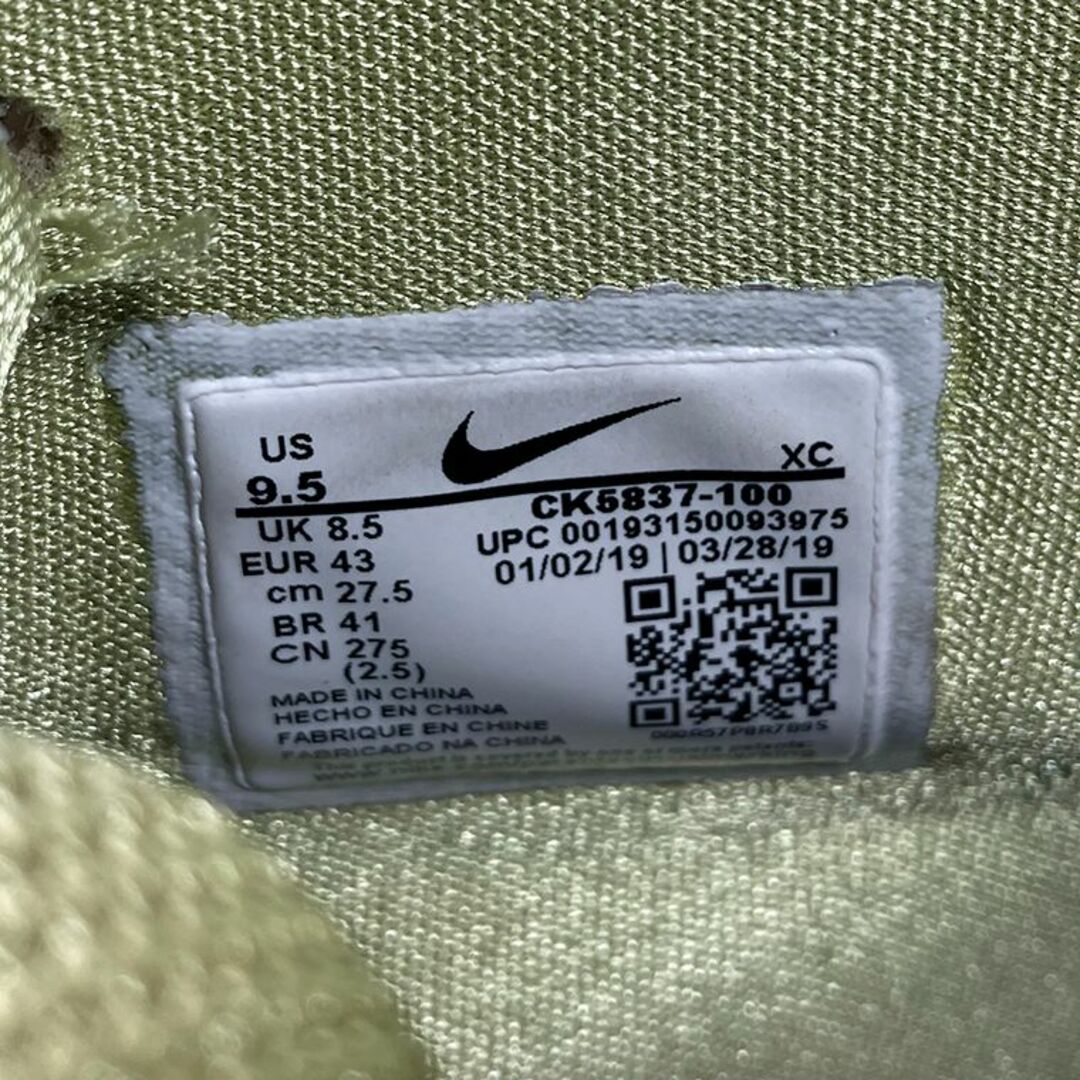 US
9.5
XC
CK5837-100
UPC 00193150093975
01/02/19 | 03/28/19
UK 8.5
EUR 43
cm 27.5
BR 41
CN 275
(2.5)
MADE IN CHINA
HECHO EN CHINA
FABRIQUE EN CHINE
FABRICADO NA CHINA